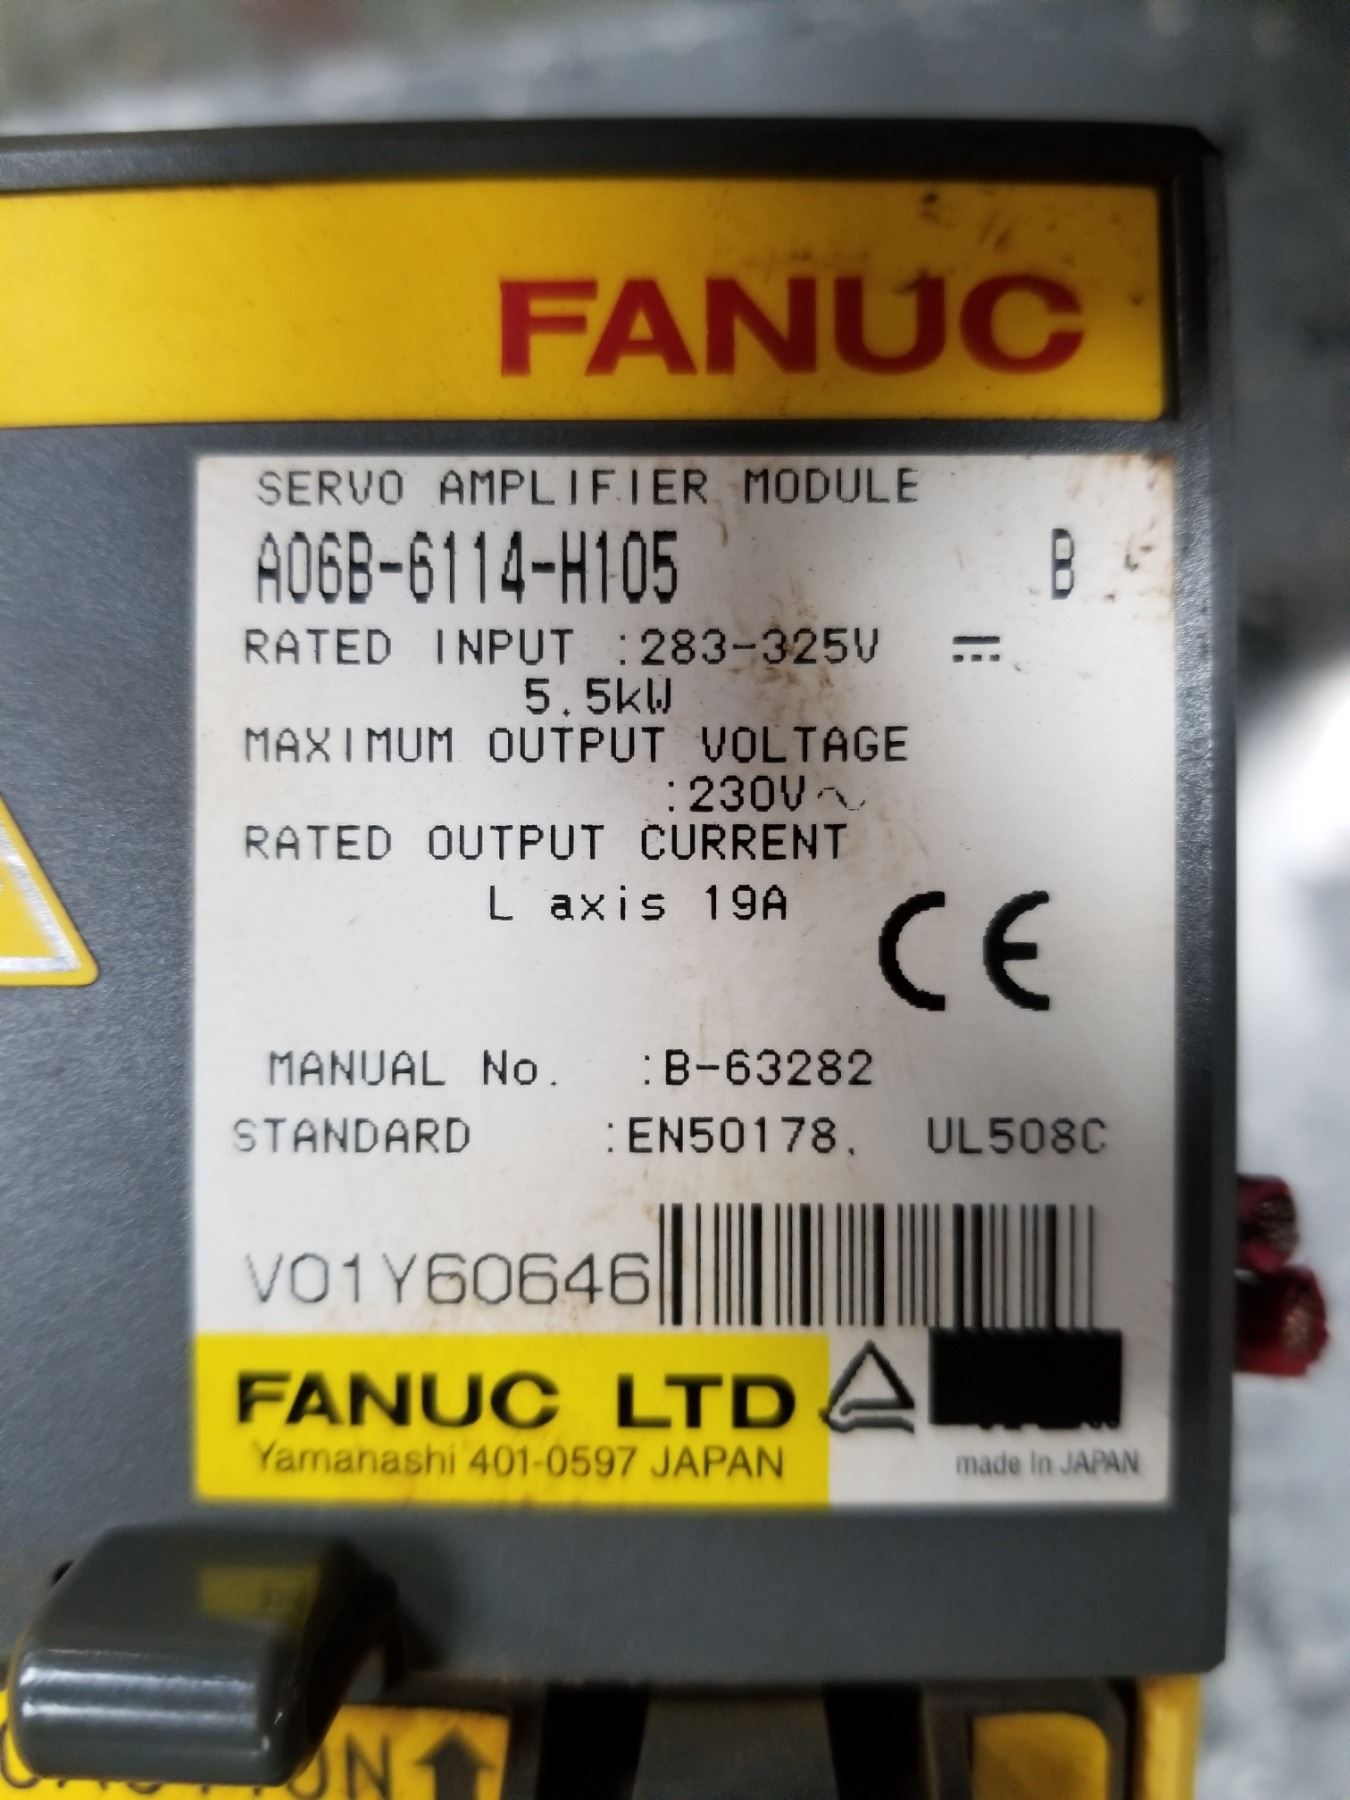 FANUC
SERVO AMPLIFIER MODULE
A06B-6114-H105 B
RATED INPUT :283-325V ⎓
5.5kW
MAXIMUM OUTPUT VOLTAGE
:230V~
RATED OUTPUT CURRENT
L axis 19A
CE
MANUAL No. :B-63282
STANDARD :EN50178, UL508C
V01Y60646
FANUC LTD
Yamanashi 401-0597 JAPAN
made in JAPAN